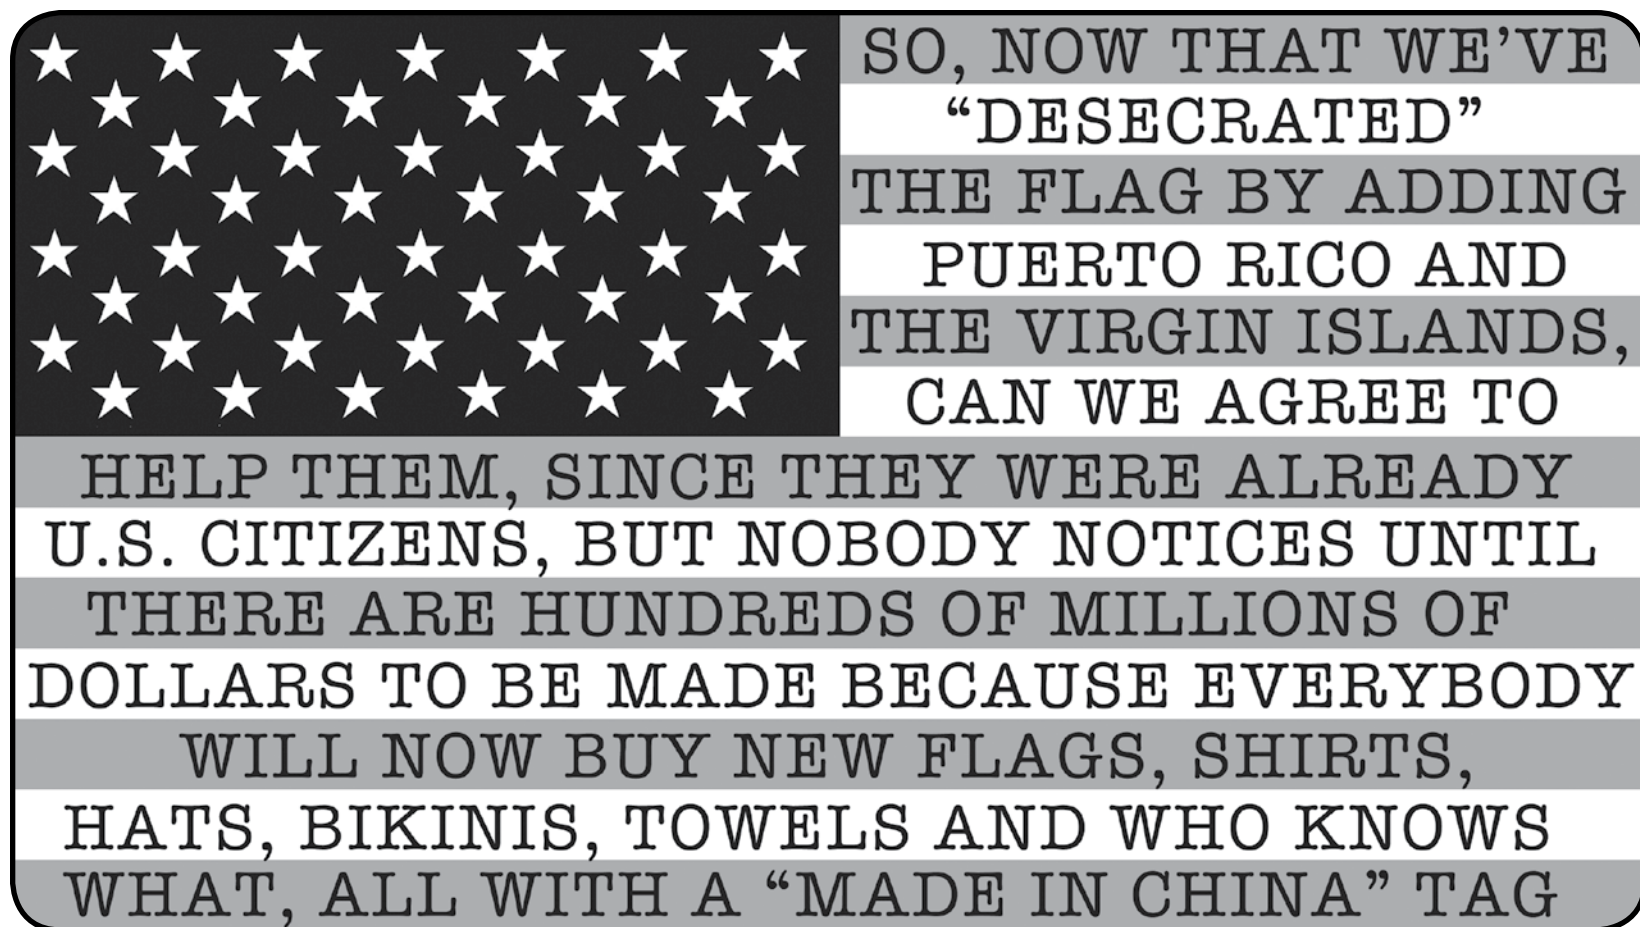 SO, NOW THAT WE’VE
“DESECRATED”
THE FLAG BY ADDING
PUERTO RICO AND
THE VIRGIN ISLANDS,
CAN WE AGREE TO
HELP THEM, SINCE THEY WERE ALREADY
U.S. CITIZENS, BUT NOBODY NOTICES UNTIL
THERE ARE HUNDREDS OF MILLIONS OF
DOLLARS TO BE MADE BECAUSE EVERYBODY
WILL NOW BUY NEW FLAGS, SHIRTS,
HATS, BIKINIS, TOWELS AND WHO KNOWS
WHAT, ALL WITH A “MADE IN CHINA” TAG